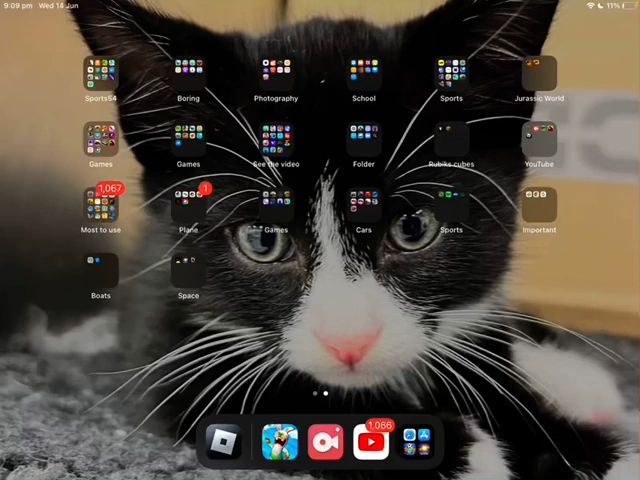 9:09 pm Wed 14 Jun 11%
Sports54 Boring Photography School Sports Jurassic World
Games Games See the video Folder Rubiks cubes YouTube
1,067 1
Most to use Plane Games Cars Sports Important
Boats Space
1,066